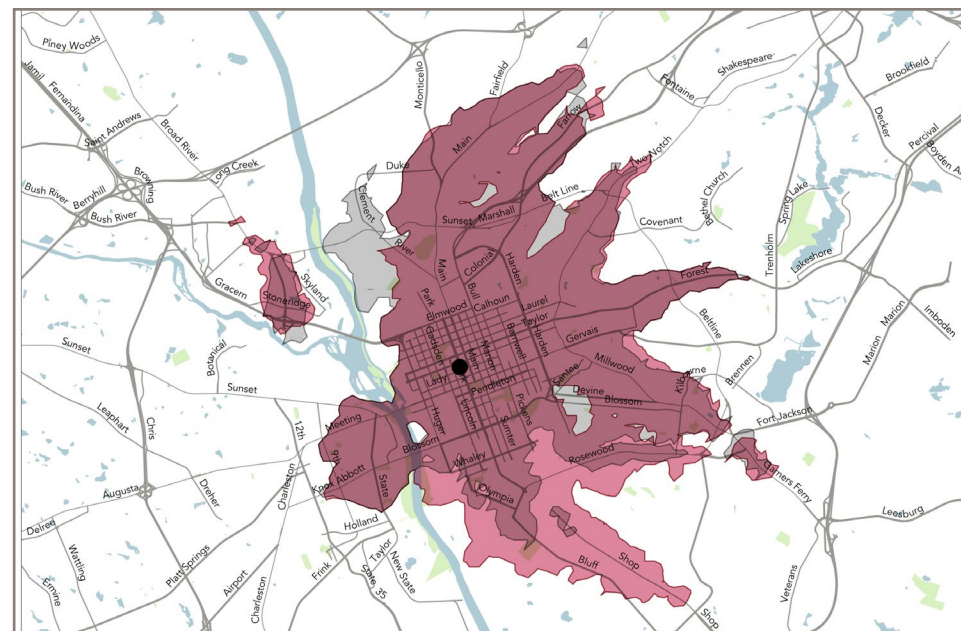 Piney Woods
Jamil
Fernandina
Saint Andrews
Broad River
Long Creek
Browning
Berryhill
Bush River
Bush River
Monticello
Fairfield
Main
Farrow
Fontaine
Shakespeare
Brookfield
Decker
Percival
Boyden
Duke
Clement
Two Notch
Belt Line
Bethel Church
Spring Lake
Covenant
Sunset
Marshall
River
Main
Colonial
Harden
Trenholm
Lakeshore
Forest
Skyland
Gracern
Stoneridge
Park
Bull
Elmwood
Calhoun
Laurel
Taylor
Harden
Barnwell
Gervais
Beltline
Marion
Marion
Imboden
Gadsden
Main
Marion
Millwood
Kilbourne
Brennen
Botanical
Sunset
Sunset
Lady
Pendleton
Santee
Devine
Blossom
Fort Jackson
Leaphart
Chris
12th
Meeting
Huger
Lincoln
Sumter
Pickens
Blossom
9th
Knox Abbott
State
Whaley
Rosewood
Garners Ferry
Leesburg
Augusta
Dreher
Charleston
Olympia
Delree
Wattling
Platt Springs
Holland
Taylor
New State
State, 35
Frink
Airport
Charleston
Ermine
Bluff
Shop
Shop
Veterans